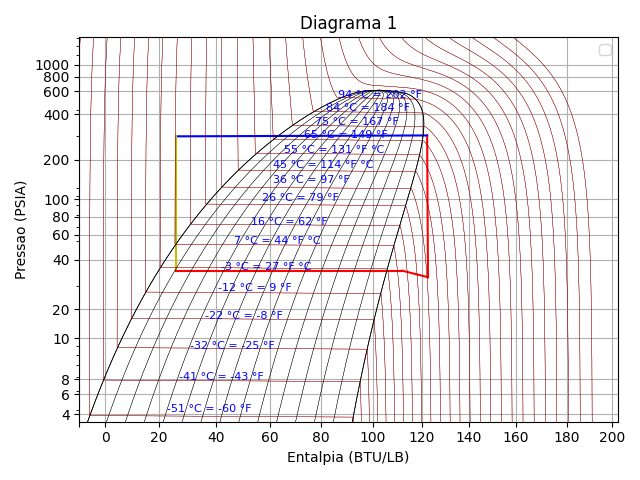 Diagrama 1
Pressao (PSIA)
1000
800
600
400
200
100
80
60
40
20
10
8
6
4
94 °C = 202 °F
84 °C = 184 °F
75 °C = 167 °F
65 °C = 149 °F
55 °C = 131 °F °C
45 °C = 114 °F °C
36 °C = 97 °F
26 °C = 79 °F
16 °C = 62 °F
7 °C = 44 °F °C
-3 °C = 27 °F °C
-12 °C = 9 °F
-22 °C = -8 °F
-32 °C = -25 °F
-41 °C = -43 °F
-51 °C = -60 °F
0 20 40 60 80 100 120 140 160 180 200
Entalpia (BTU/LB)